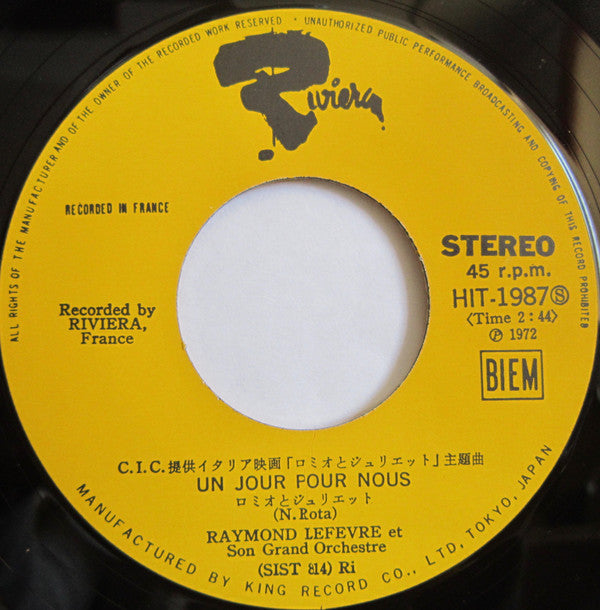 ALL RIGHTS OF THE MANUFACTURER AND OF THE OWNER OF THE RECORDED WORK RESERVED • UNAUTHORIZED PUBLIC PERFORMANCE BROADCASTING AND COPYING OF THIS RECORD PROHIBITED
Riviera
RECORDED IN FRANCE
STEREO
45 r.p.m.
HIT-1987Ⓢ
〈Time 2:44〉
Ⓟ 1972
BIEM
Recorded by
RIVIERA,
France
C.I.C.提供イタリア映画「ロミオとジュリエット」主題曲
UN JOUR POUR NOUS
ロミオとジュリエット
(N.Rota)
RAYMOND LEFEVRE et
Son Grand Orchestre
(SIST 814) Ri
MANUFACTURED BY KING RECORD CO., LTD, TOKYO, JAPAN